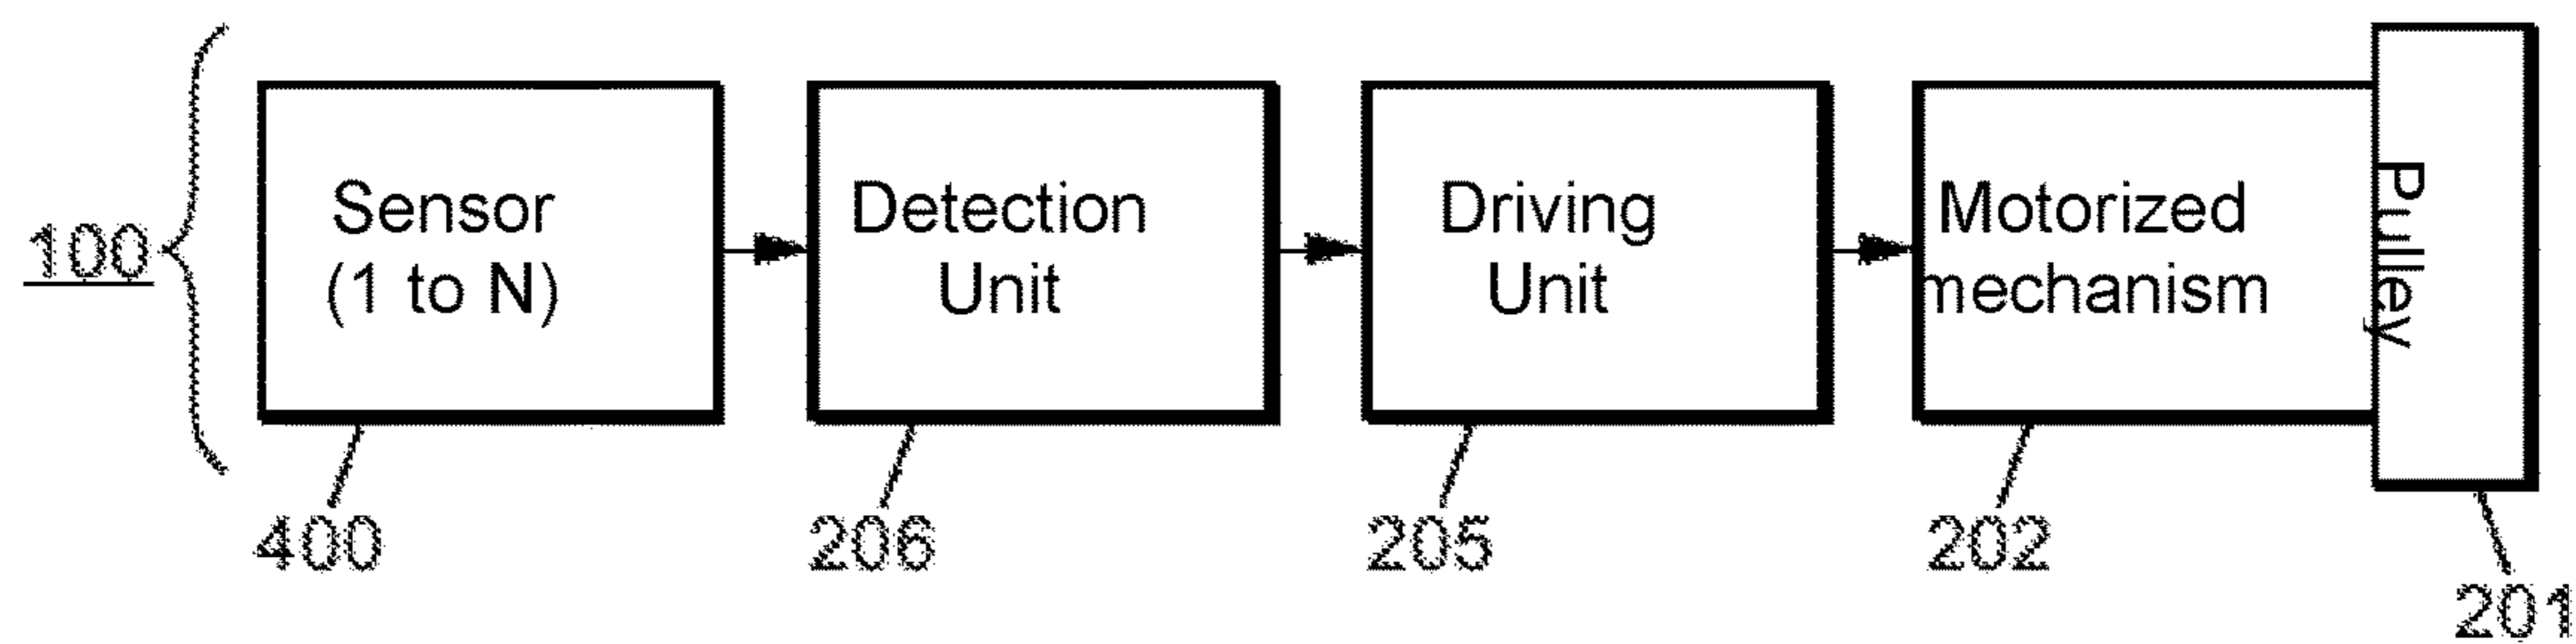 100
Sensor
(1 to N)
Detection
Unit
Driving
Unit
Motorized
mechanism
Pulley
400
206
205
202
201